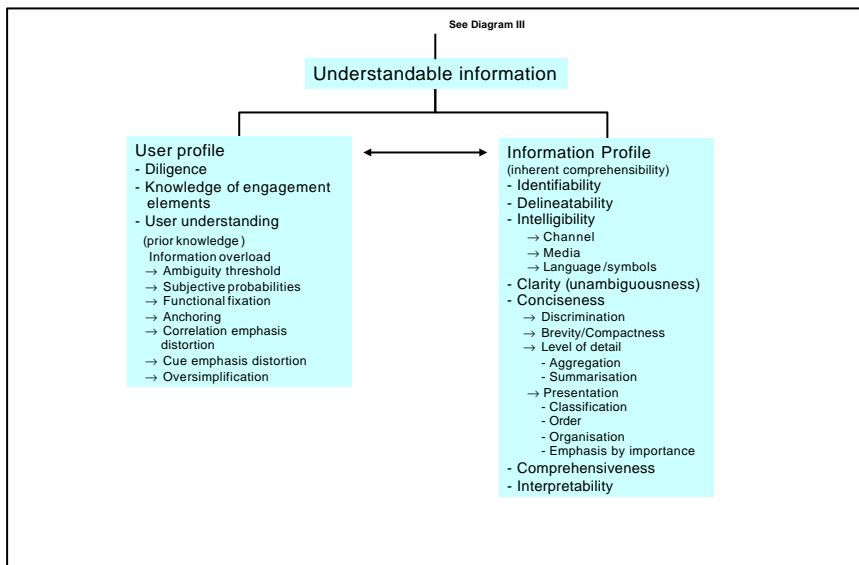 See Diagram III
Understandable information
User profile
- Diligence
- Knowledge of engagement
elements
- User understanding
(prior knowledge)
Information overload
→ Ambiguity threshold
→ Subjective probabilities
→ Functional fixation
→ Anchoring
→ Correlation emphasis
distortion
→ Cue emphasis distortion
→ Oversimplification
Information Profile
(inherent comprehensibility)
- Identifiability
- Delineatability
- Intelligibility
→ Channel
→ Media
→ Language/symbols
- Clarity (unambiguousness)
- Conciseness
→ Discrimination
→ Brevity/Compactness
→ Level of detail
- Aggregation
- Summarisation
→ Presentation
- Classification
- Order
- Organisation
- Emphasis by importance
- Comprehensiveness
- Interpretability